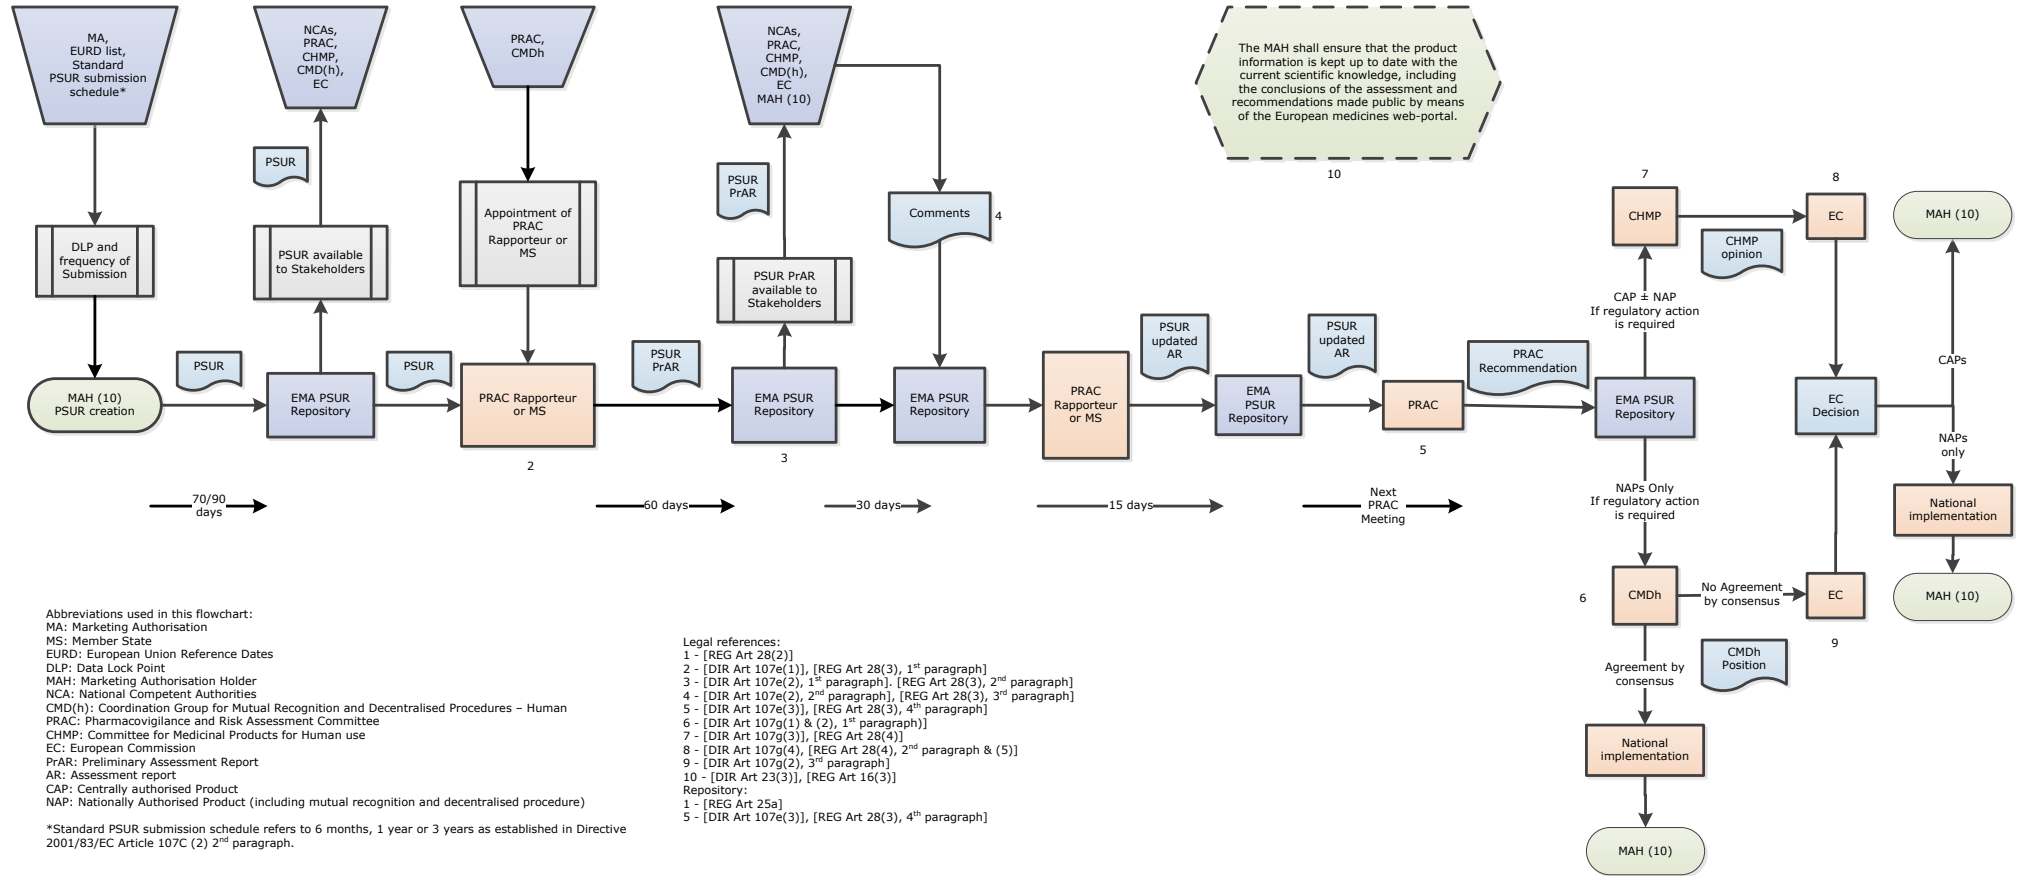 MA,
EURD list,
Standard
PSUR submission
schedule*
NCAs,
PRAC,
CHMP,
CMD(h),
EC
PRAC,
CMDh
NCAs,
PRAC,
CHMP,
CMD(h),
EC
MAH (10)
The MAH shall ensure that the product
information is kept up to date with the
current scientific knowledge, including
the conclusions of the assessment and
recommendations made public by means
of the European medicines web-portal.
10
PSUR
PSUR
PrAR
DLP and
frequency of
Submission
PSUR available
to Stakeholders
Appointment of
PRAC
Rapporteur or
MS
PSUR PrAR
available to
Stakeholders
Comments
4
7
CHMP
CHMP
opinion
8
EC
MAH (10)
CAP ± NAP
If regulatory action
is required
CAPs
MAH (10)
PSUR creation
PSUR
EMA PSUR
Repository
PSUR
PRAC Rapporteur
or MS
2
PSUR
PrAR
EMA PSUR
Repository
3
EMA PSUR
Repository
PRAC
Rapporteur
or MS
PSUR
updated
AR
EMA
PSUR
Repository
PSUR
updated
AR
PRAC
5
PRAC
Recommendation
EMA PSUR
Repository
EC
Decision
NAPs
only
70/90
days
60 days
30 days
15 days
Next
PRAC
Meeting
NAPs Only
If regulatory action
is required
National
implementation
MAH (10)
6
CMDh
No Agreement
by consensus
EC
9
CMDh
Position
Agreement by
consensus
National
implementation
MAH (10)
Abbreviations used in this flowchart:
MA: Marketing Authorisation
MS: Member State
EURD: European Union Reference Dates
DLP: Data Lock Point
MAH: Marketing Authorisation Holder
NCA: National Competent Authorities
CMD(h): Coordination Group for Mutual Recognition and Decentralised Procedures – Human
PRAC: Pharmacovigilance and Risk Assessment Committee
CHMP: Committee for Medicinal Products for Human use
EC: European Commission
PrAR: Preliminary Assessment Report
AR: Assessment report
CAP: Centrally authorised Product
NAP: Nationally Authorised Product (including mutual recognition and decentralised procedure)
*Standard PSUR submission schedule refers to 6 months, 1 year or 3 years as established in Directive
2001/83/EC Article 107C (2) 2nd paragraph.
Legal references:
1 - [REG Art 28(2)]
2 - [DIR Art 107e(1)], [REG Art 28(3), 1st paragraph]
3 - [DIR Art 107e(2), 1st paragraph]. [REG Art 28(3), 2nd paragraph)
4 - [DIR Art 107e(2), 2nd paragraph], [REG Art 28(3), 3rd paragraph]
5 - [DIR Art 107e(3)], [REG Art 28(3), 4th paragraph]
6 - [DIR Art 107g(1) & (2), 1st paragraph)]
7 - [DIR Art 107g(3)], [REG Art 28(4)]
8 - [DIR Art 107g(4), [REG Art 28(4), 2nd paragraph & (5)]
9 - [DIR Art 107g(2), 3rd paragraph]
10 - [DIR Art 23(3)], [REG Art 16(3)]
Repository:
1 - [REG Art 25a]
5 - [DIR Art 107e(3)], [REG Art 28(3), 4th paragraph]